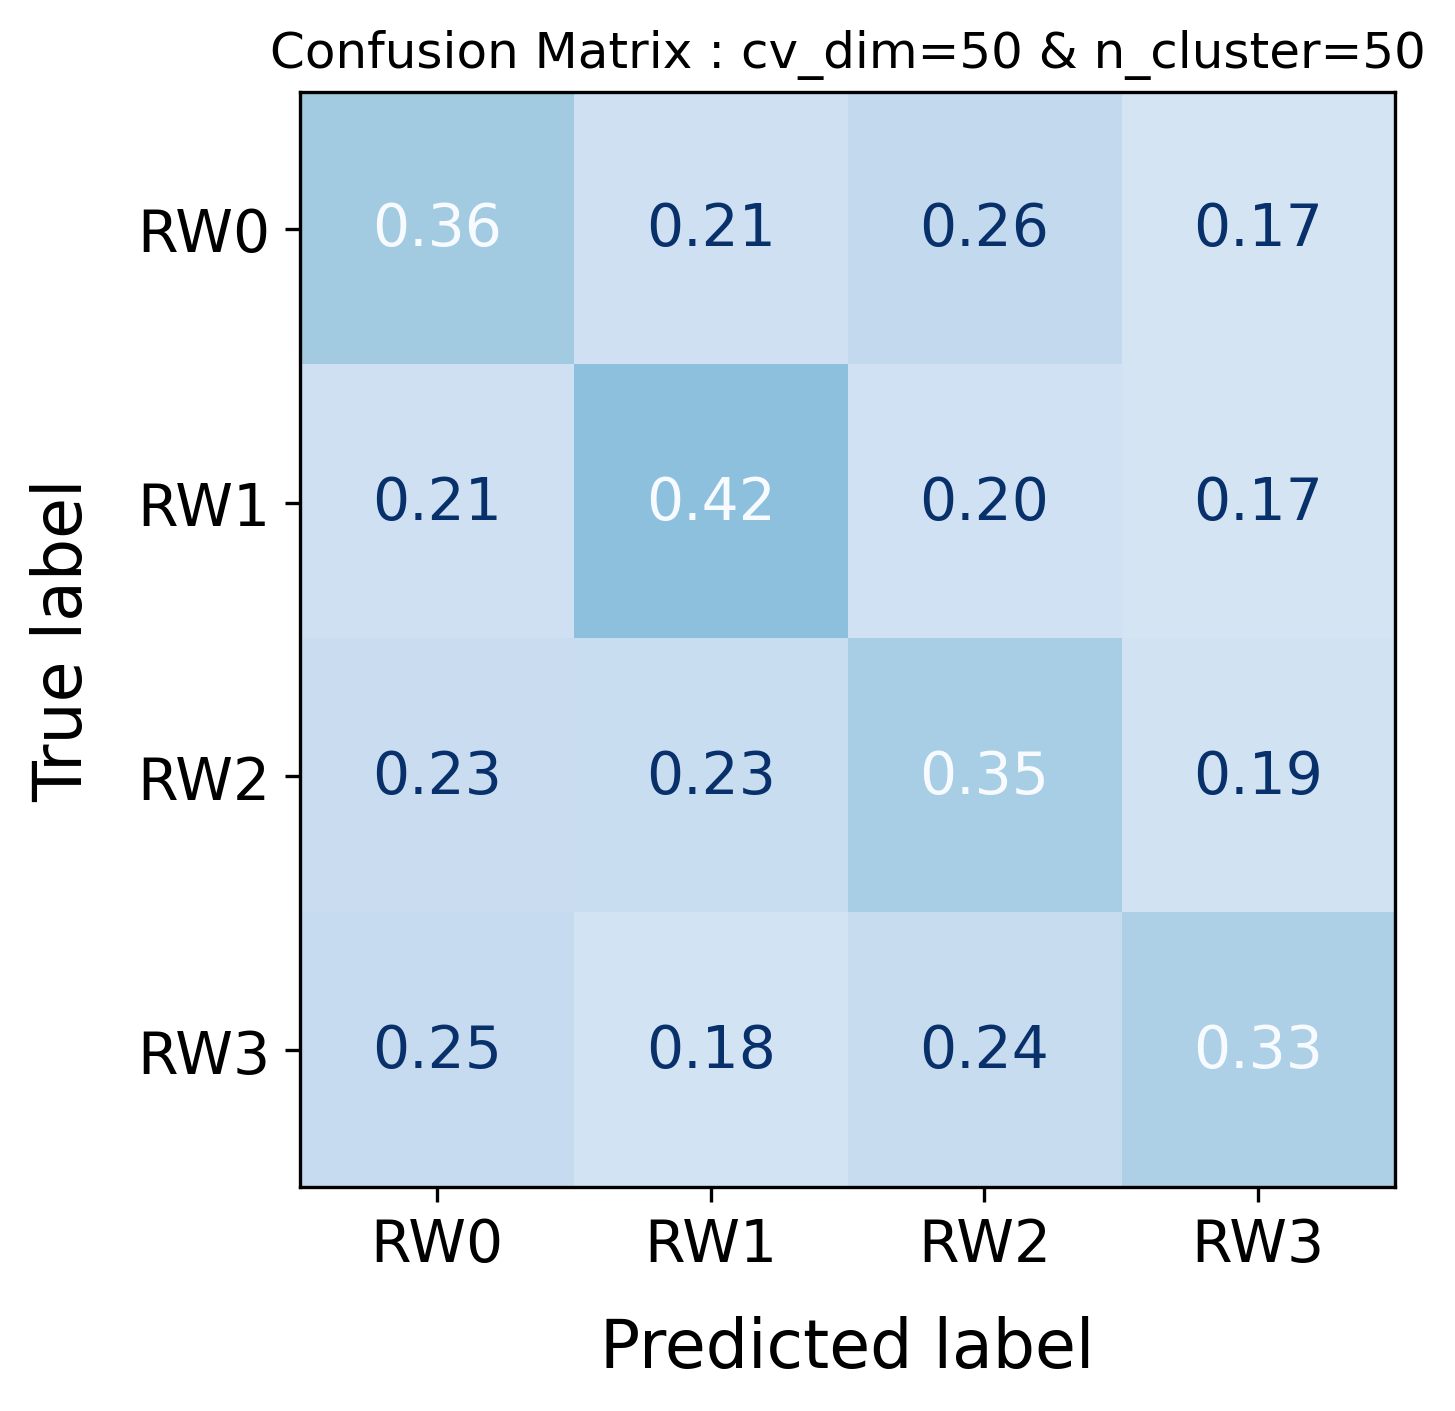 Confusion Matrix : cv_dim=50 & n_cluster=50
True label
RW0 0.36 0.21 0.26 0.17
RW1 0.21 0.42 0.20 0.17
RW2 0.23 0.23 0.35 0.19
RW3 0.25 0.18 0.24 0.33
RW0 RW1 RW2 RW3
Predicted label